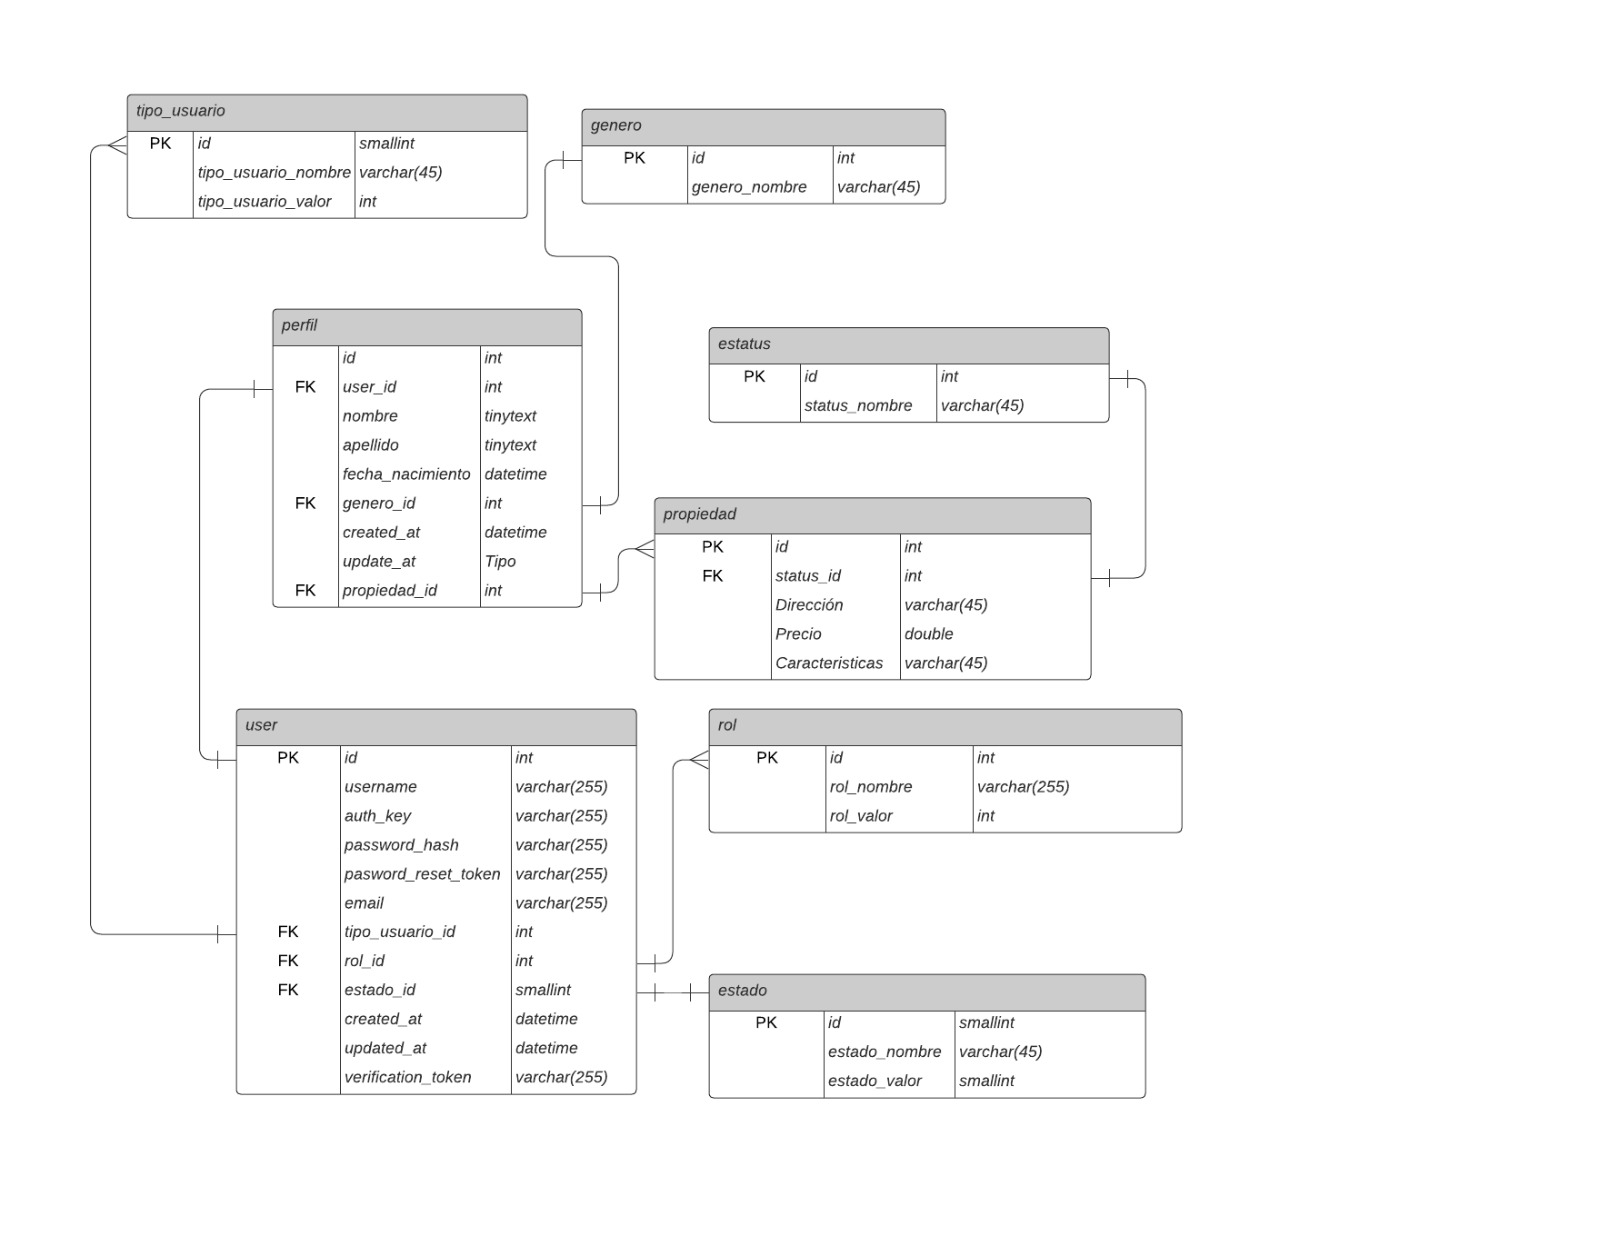 tipo_usuario
PK id smallint
tipo_usuario_nombre varchar(45)
tipo_usuario_valor int
genero
PK id int
genero_nombre varchar(45)
perfil
id int
FK user_id int
nombre tinytext
apellido tinytext
fecha_nacimiento datetime
FK genero_id int
created_at datetime
update_at Tipo
FK propiedad_id int
estatus
PK id int
status_nombre varchar(45)
propiedad
PK id int
FK status_id int
Dirección varchar(45)
Precio double
Caracteristicas varchar(45)
user
PK id int
username varchar(255)
auth_key varchar(255)
password_hash varchar(255)
pasword_reset_token varchar(255)
email varchar(255)
FK tipo_usuario_id int
FK rol_id int
FK estado_id smallint
created_at datetime
updated_at datetime
verification_token varchar(255)
rol
PK id int
rol_nombre varchar(255)
rol_valor int
estado
PK id smallint
estado_nombre varchar(45)
estado_valor smallint